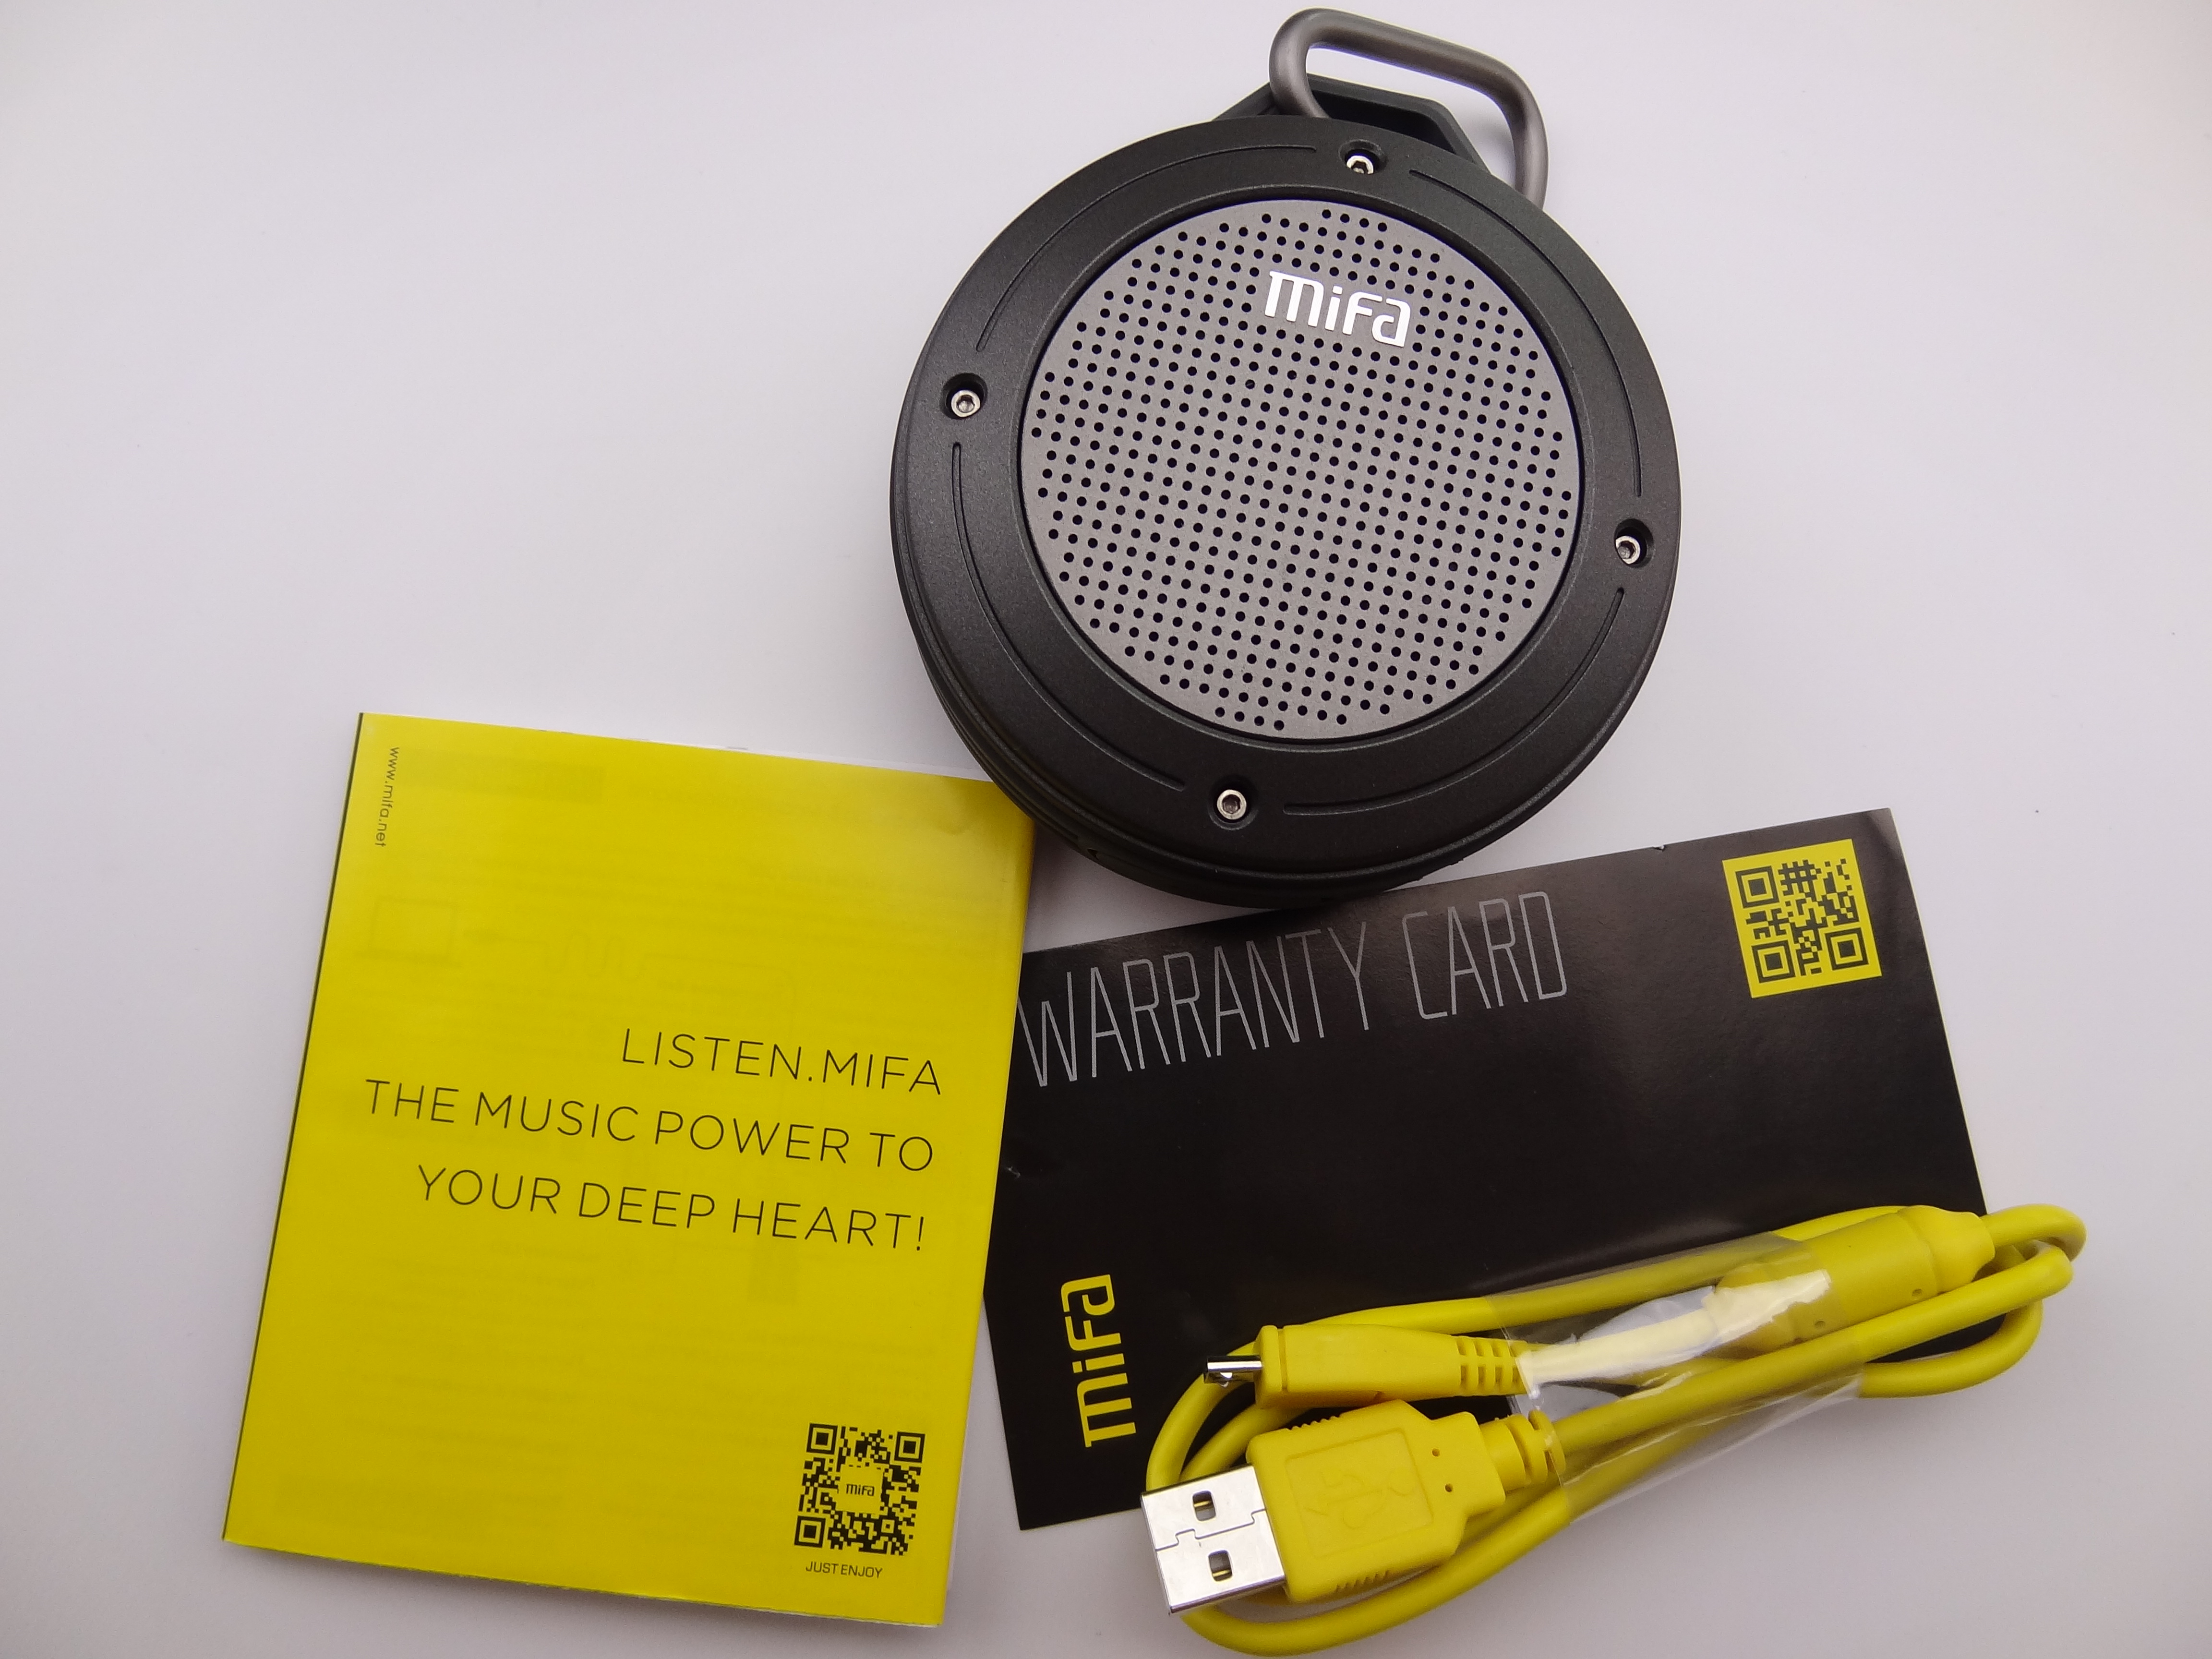 mifa
www.mifa.net
LISTEN.MIFA
THE MUSIC POWER TO
YOUR DEEP HEART!
mifa
JUST ENJOY
WARRANTY CARD
mifa